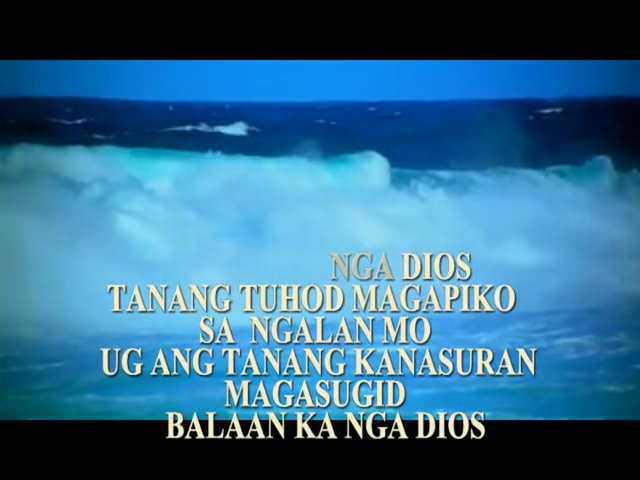 NGA DIOS
TANANG TUHOD MAGAPIKO
SA NGALAN MO
UG ANG TANANG KANASURAN
MAGASUGID
BALAAN KA NGA DIOS